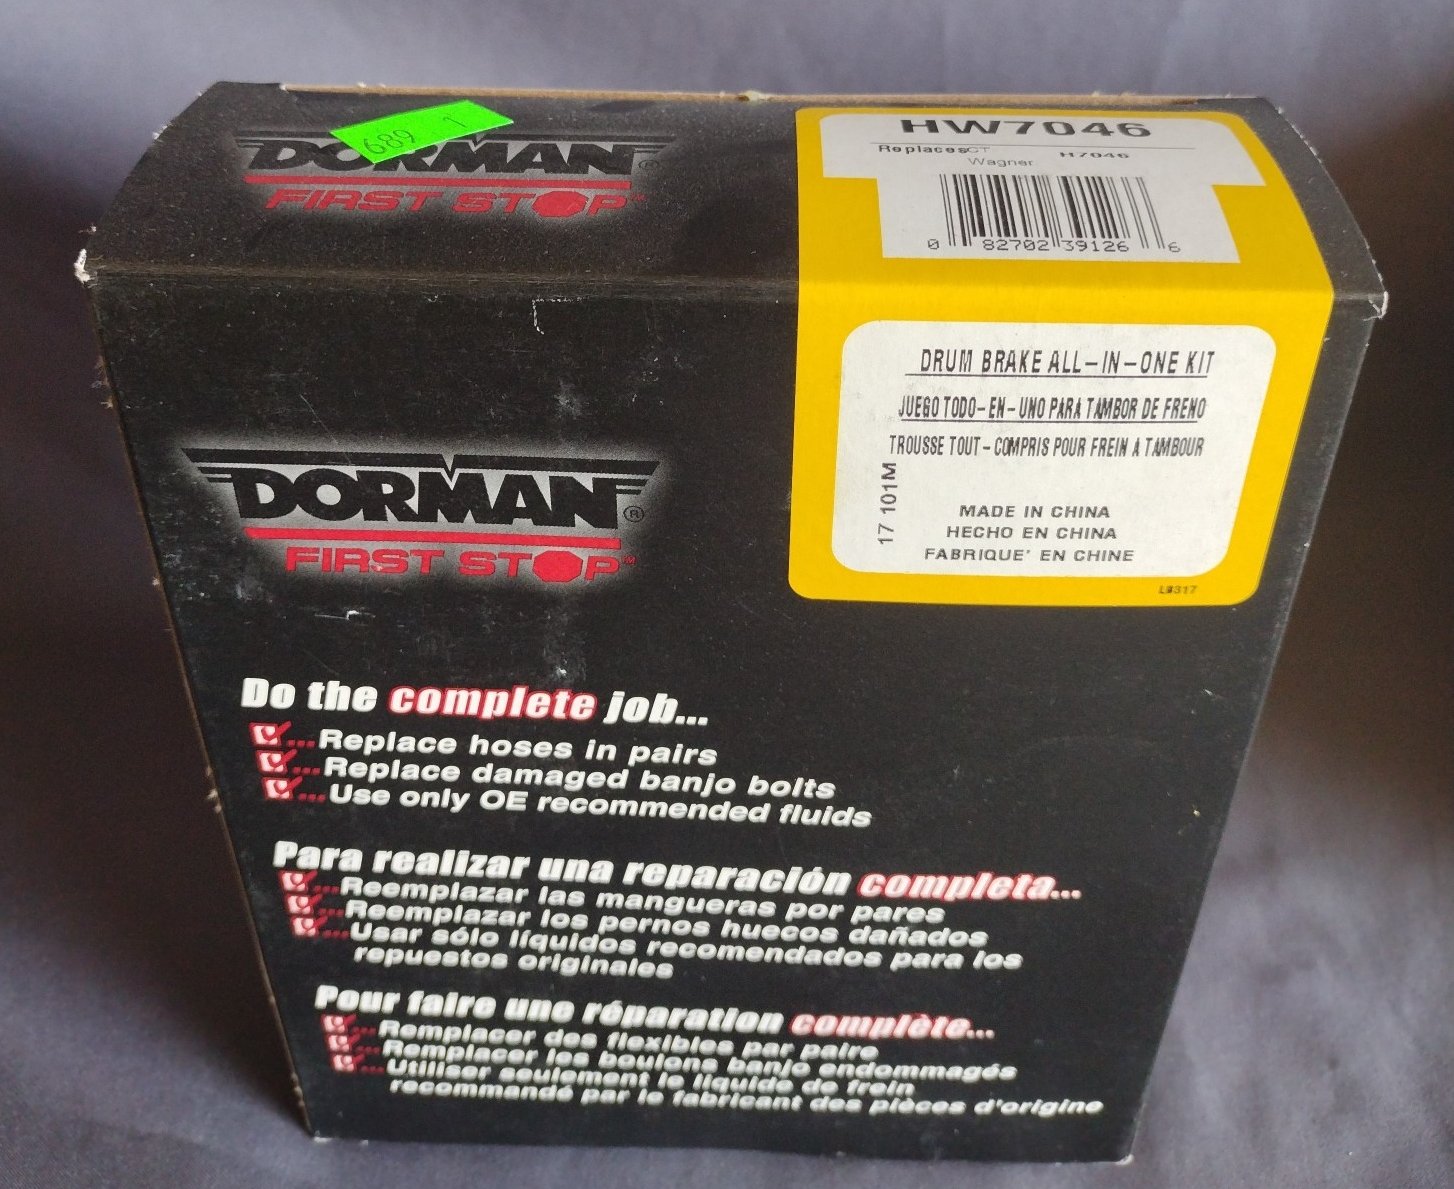 689 1
DORMAN®
FIRST STOP™
HW7046
Replaces CT
Wagner H7046
0 82702 39126 6
DRUM BRAKE ALL-IN-ONE KIT
JUEGO TODO-EN-UNO PARA TAMBOR DE FRENO
TROUSSE TOUT-COMPRIS POUR FREIN A TAMBOUR
17 101M
MADE IN CHINA
HECHO EN CHINA
FABRIQUE' EN CHINE
DORMAN®
FIRST STOP™
Do the complete job...
...Replace hoses in pairs
...Replace damaged banjo bolts
...Use only OE recommended fluids
Para realizar una reparación completa...
...Reemplazar las mangueras por pares
...Reemplazar los pernos huecos dañados
...Usar sólo líquidos recomendados para los
repuestos originales
Pour faire une réparation complète...
...Remplacer des flexibles par paire
...Remplacer les boulons banjo endommagés
...Utiliser seulement le liquide de frein
recommandé par le fabricant des pièces d'origine